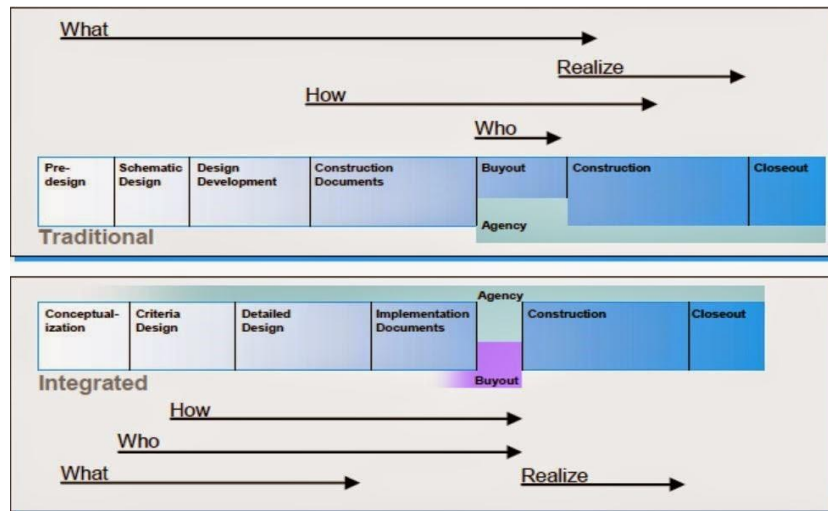 What
Realize
How
Who
Pre-
design
Schematic
Design
Design
Development
Construction
Documents
Buyout
Construction
Closeout
Agency
Traditional
Agency
Conceptual-
ization
Criteria
Design
Detailed
Design
Implementation
Documents
Construction
Closeout
Integrated
Buyout
How
Who
What
Realize